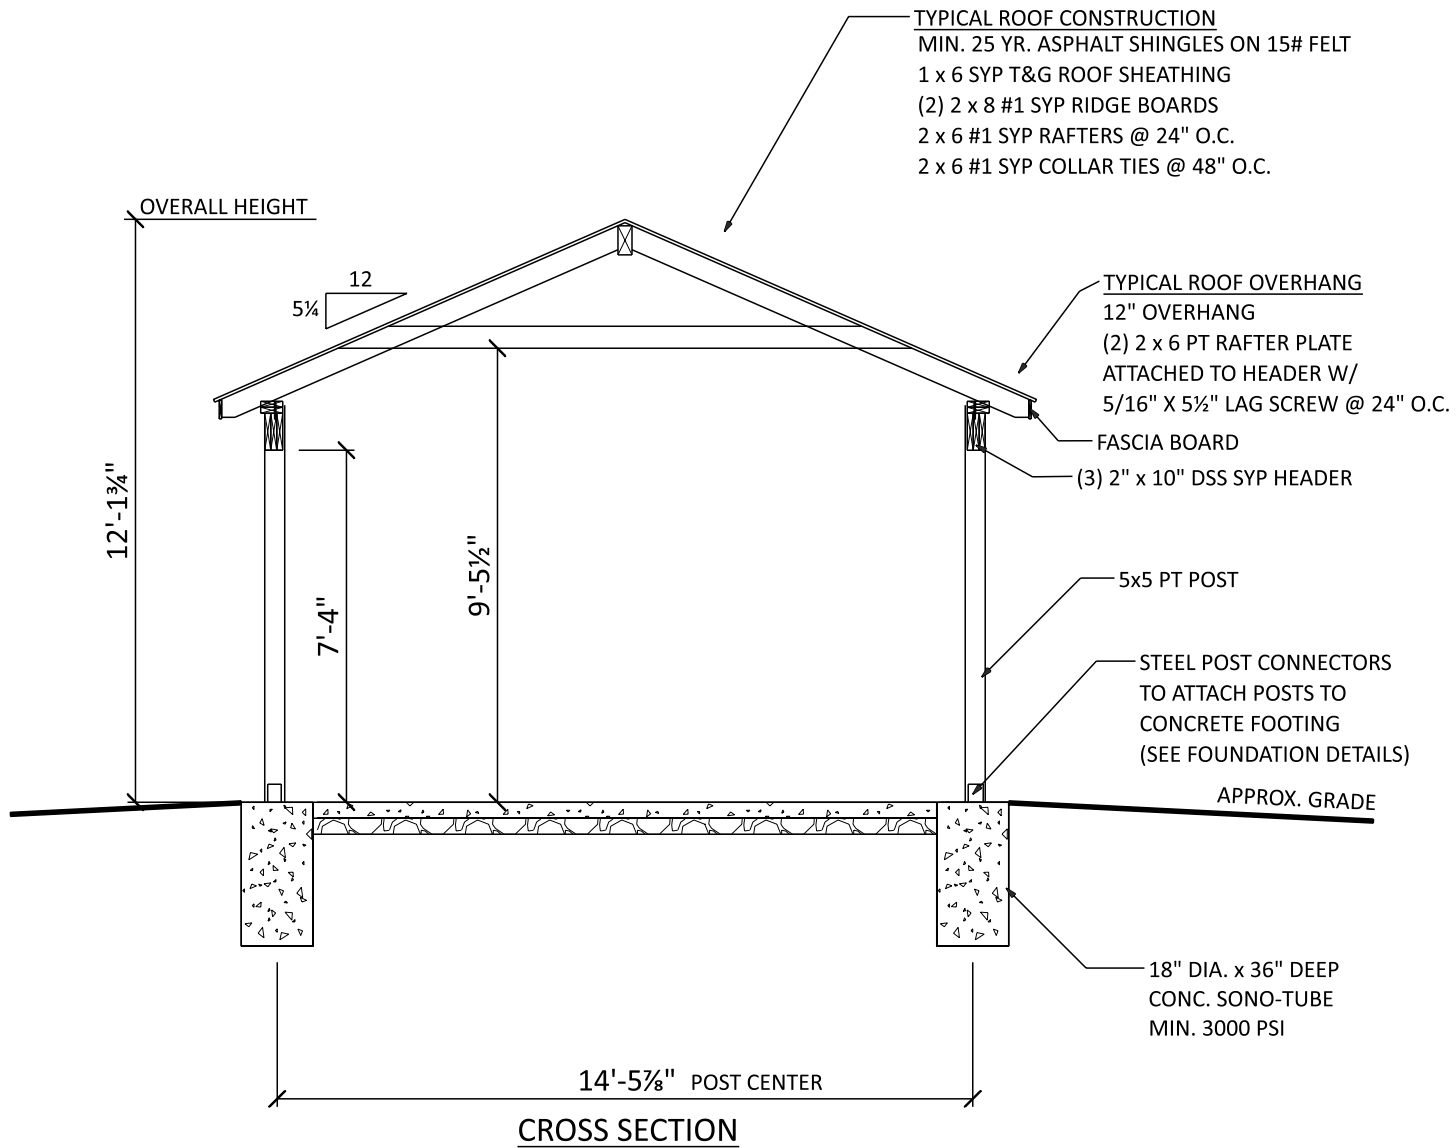 TYPICAL ROOF CONSTRUCTION
MIN. 25 YR. ASPHALT SHINGLES ON 15# FELT
1 x 6 SYP T&G ROOF SHEATHING
(2) 2 x 8 #1 SYP RIDGE BOARDS
2 x 6 #1 SYP RAFTERS @ 24" O.C.
2 x 6 #1 SYP COLLAR TIES @ 48" O.C.
OVERALL HEIGHT
12
5¼
TYPICAL ROOF OVERHANG
12" OVERHANG
(2) 2 x 6 PT RAFTER PLATE
ATTACHED TO HEADER W/
5/16" X 5½" LAG SCREW @ 24" O.C.
FASCIA BOARD
(3) 2" x 10" DSS SYP HEADER
12'-1¾"
9'-5½"
7'-4"
5x5 PT POST
STEEL POST CONNECTORS
TO ATTACH POSTS TO
CONCRETE FOOTING
(SEE FOUNDATION DETAILS)
APPROX. GRADE
18" DIA. x 36" DEEP
CONC. SONO-TUBE
MIN. 3000 PSI
14'-5⅞" POST CENTER
CROSS SECTION